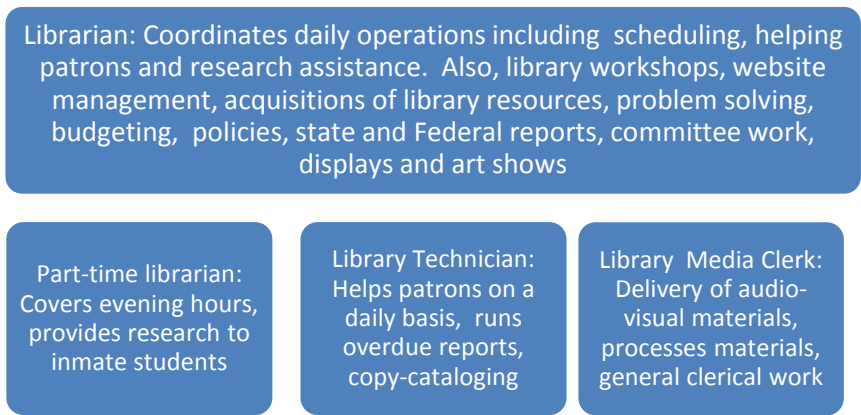 Librarian: Coordinates daily operations including  scheduling, helping
patrons and research assistance.  Also, library workshops, website
management, acquisitions of library resources, problem solving,
budgeting,  policies, state and Federal reports, committee work,
displays and art shows
Part-time librarian:
Covers evening hours,
provides research to
inmate students
Library Technician:
Helps patrons on a
daily basis,  runs
overdue reports,
copy-cataloging
Library  Media Clerk:
Delivery of audio-
visual materials,
processes materials,
general clerical work